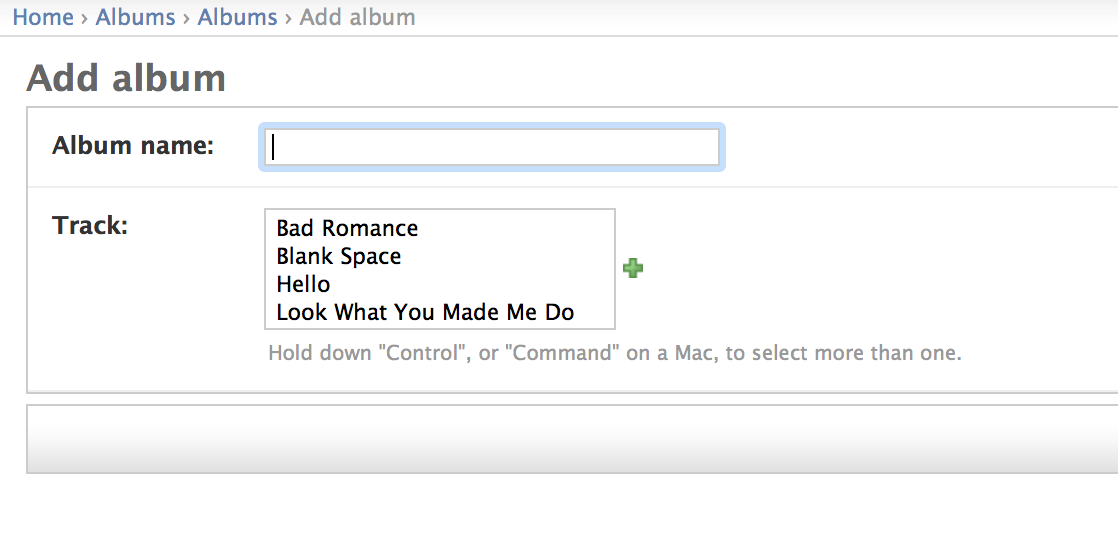 Home › Albums › Albums › Add album
Add album
Album name:
Track:
Bad Romance
Blank Space
Hello
Look What You Made Me Do
Hold down "Control", or "Command" on a Mac, to select more than one.